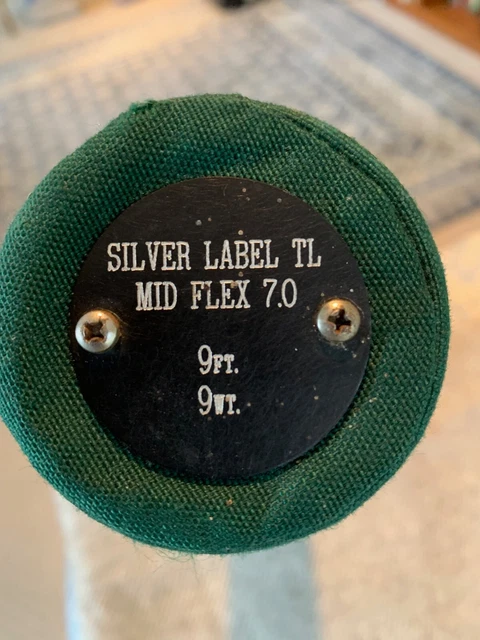 SILVER LABEL TL
MID FLEX 7.0
9FT.
9WT.